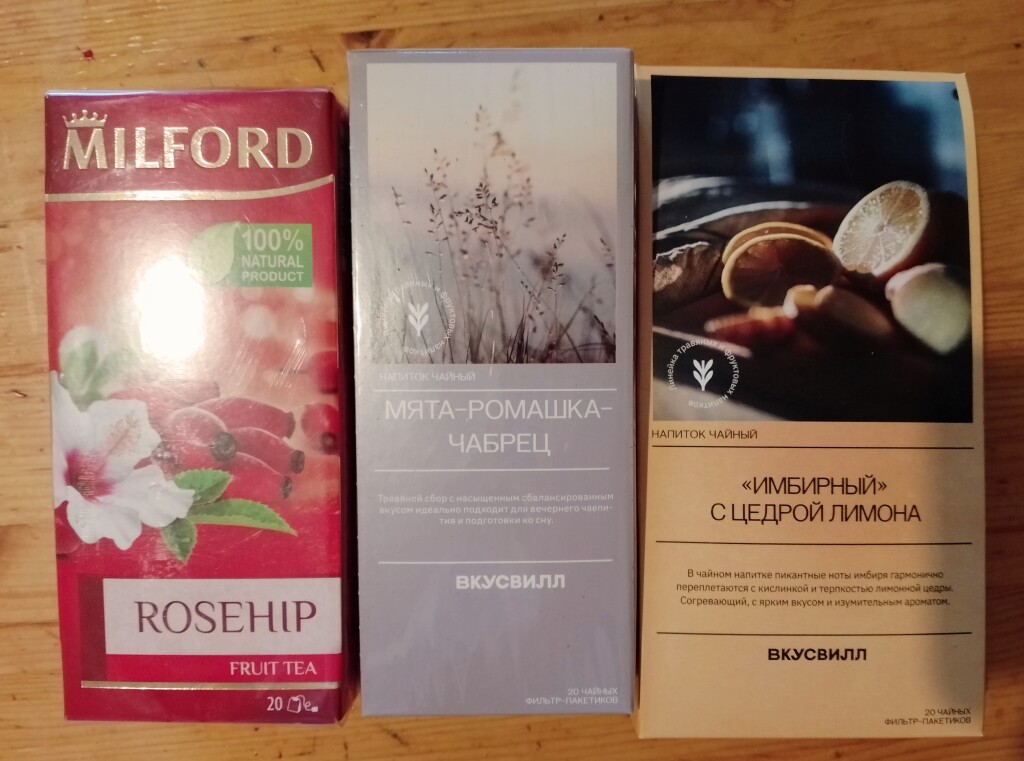 MILFORD
100%
NATURAL
PRODUCT
ROSEHIP
FRUIT TEA
20
травяных и фруктовых
НАПИТОК ЧАЙНЫЙ
МЯТА-РОМАШКА-
ЧАБРЕЦ
Травяной сбор с насыщенным сбалансированным
вкусом идеально подходит для вечернего чаепи-
тия и подготовки ко сну.
ВКУСВИЛЛ
20 ЧАЙНЫХ
ФИЛЬТР-ПАКЕТИКОВ
Линейка травяных и фруктовых напитков
НАПИТОК ЧАЙНЫЙ
«ИМБИРНЫЙ»
С ЦЕДРОЙ ЛИМОНА
В чайном напитке пикантные ноты имбиря гармонично
переплетаются с кислинкой и терпкостью лимонной цедры.
Согревающий, с ярким вкусом и изумительным ароматом.
ВКУСВИЛЛ
20 ЧАЙНЫХ
ФИЛЬТР-ПАКЕТИКОВ